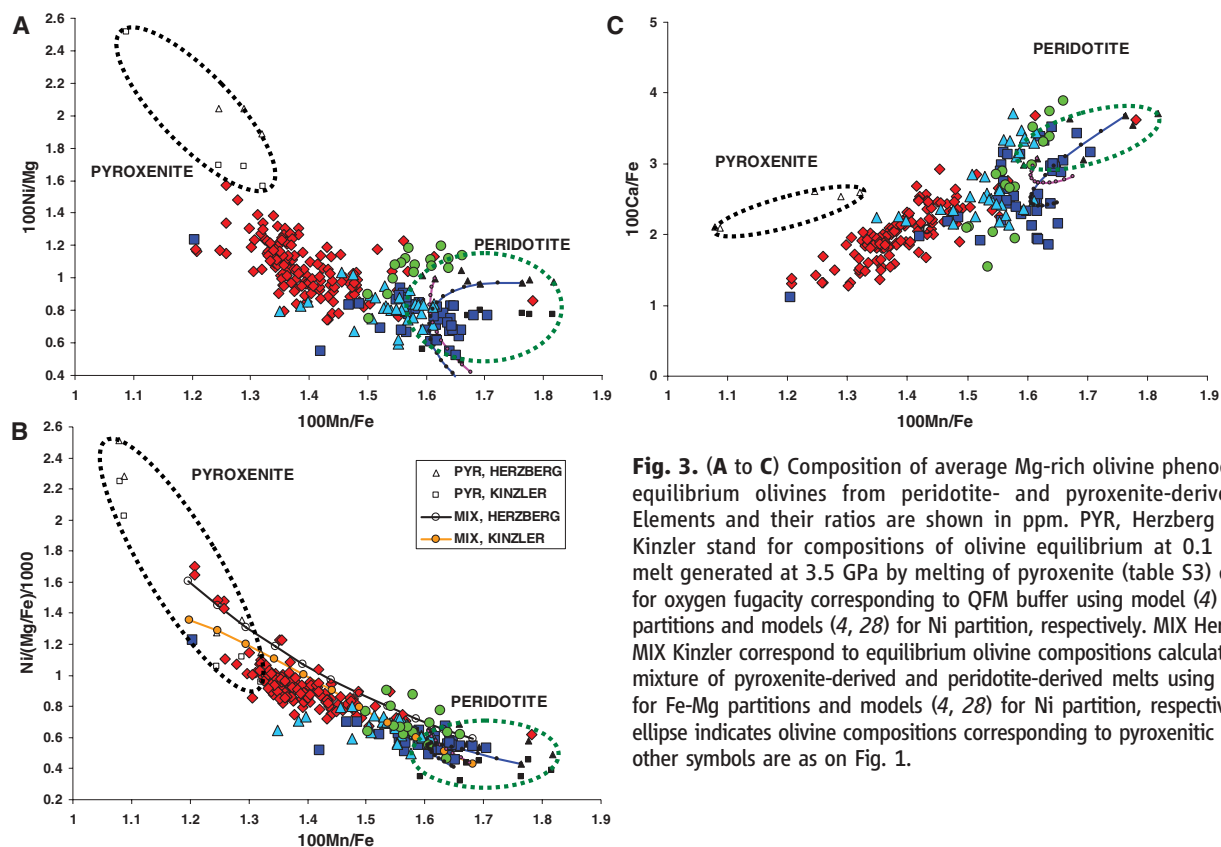 A
2.6
2.4
2.2
2
1.8
1.6
1.4
1.2
1
0.8
0.6
0.4
100Ni/Mg
PYROXENITE
PERIDOTITE
1 1.1 1.2 1.3 1.4 1.5 1.6 1.7 1.8 1.9
100Mn/Fe
B
2.6
2.4
2.2
2
1.8
1.6
1.4
1.2
1
0.8
0.6
0.4
0.2
Ni/(Mg/Fe)/1000
PYROXENITE
PYR, HERZBERG
PYR, KINZLER
MIX, HERZBERG
MIX, KINZLER
PERIDOTITE
1 1.1 1.2 1.3 1.4 1.5 1.6 1.7 1.8 1.9
100Mn/Fe
C
5
4
3
2
1
0
100Ca/Fe
PERIDOTITE
PYROXENITE
1 1.1 1.2 1.3 1.4 1.5 1.6 1.7 1.8 1.9
100Mn/Fe
Fig. 3. (A to C) Composition of average Mg-rich olivine phenoc
equilibrium olivines from peridotite- and pyroxenite-derive
Elements and their ratios are shown in ppm. PYR, Herzberg
Kinzler stand for compositions of olivine equilibrium at 0.1
melt generated at 3.5 GPa by melting of pyroxenite (table S3)
for oxygen fugacity corresponding to QFM buffer using model (4)
partitions and models (4, 28) for Ni partition, respectively. MIX Her
MIX Kinzler correspond to equilibrium olivine compositions calculat
mixture of pyroxenite-derived and peridotite-derived melts using
for Fe-Mg partitions and models (4, 28) for Ni partition, respectiv
ellipse indicates olivine compositions corresponding to pyroxenitic
other symbols are as on Fig. 1.